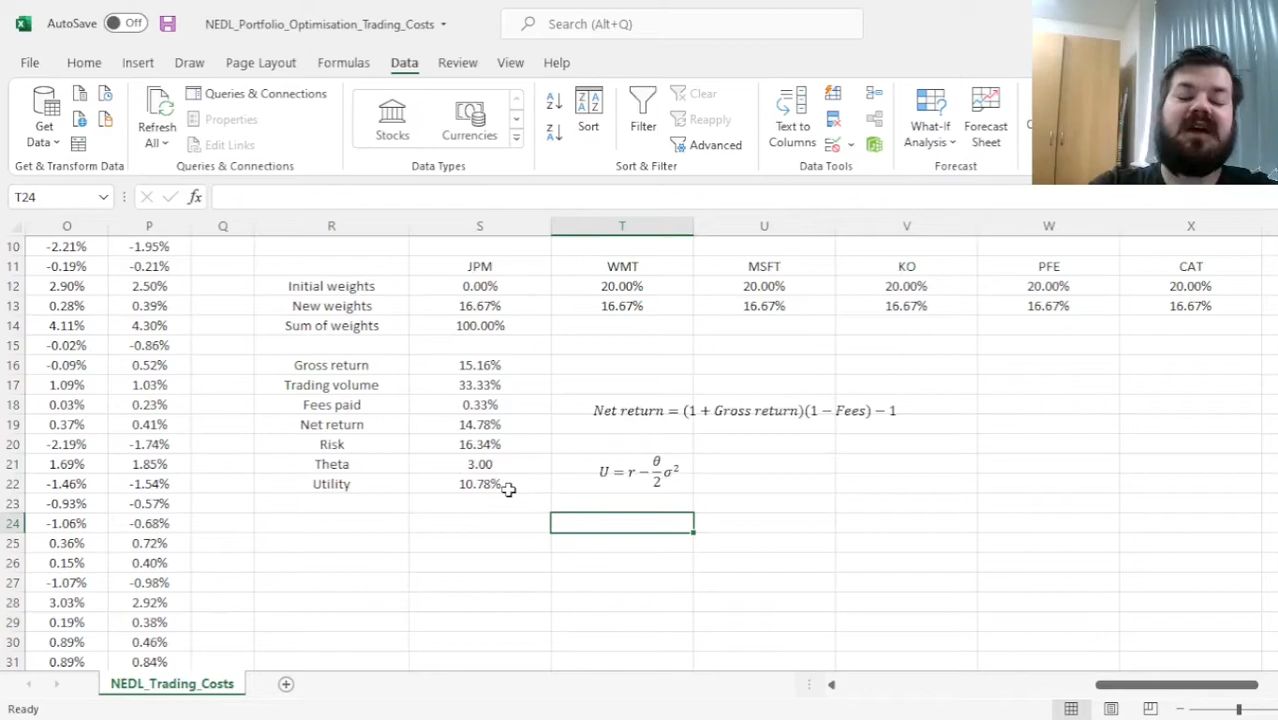 AutoSave Off NEDL_Portfolio_Optimisation_Trading_Costs Search (Alt+Q)
File Home Insert Draw Page Layout Formulas Data Review View Help
Get Data
Refresh All
Queries & Connections
Properties
Edit Links
Stocks
Currencies
Sort
Filter
Clear
Reapply
Advanced
Text to Columns
What-If Analysis
Forecast Sheet
Get & Transform Data Queries & Connections Data Types Sort & Filter Data Tools Forecast
T24 fx
O P Q R S T U V W X
10 -2.21% -1.95%
11 -0.19% -0.21% JPM WMT MSFT KO PFE CAT
12 2.90% 2.50% Initial weights 0.00% 20.00% 20.00% 20.00% 20.00% 20.00%
13 0.28% 0.39% New weights 16.67% 16.67% 16.67% 16.67% 16.67% 16.67%
14 4.11% 4.30% Sum of weights 100.00%
15 -0.02% -0.86%
16 -0.09% 0.52% Gross return 15.16%
17 1.09% 1.03% Trading volume 33.33%
18 0.03% 0.23% Fees paid 0.33% Net return = (1 + Gross return)(1 − Fees) − 1
19 0.37% 0.41% Net return 14.78%
20 -2.19% -1.74% Risk 16.34%
21 1.69% 1.85% Theta 3.00 U = r − θ/2 σ²
22 -1.46% -1.54% Utility 10.78%
23 -0.93% -0.57%
24 -1.06% -0.68%
25 0.36% 0.72%
26 0.15% 0.40%
27 -1.07% -0.98%
28 3.03% 2.92%
29 0.19% 0.38%
30 0.89% 0.46%
31 0.89% 0.84%
NEDL_Trading_Costs
Ready